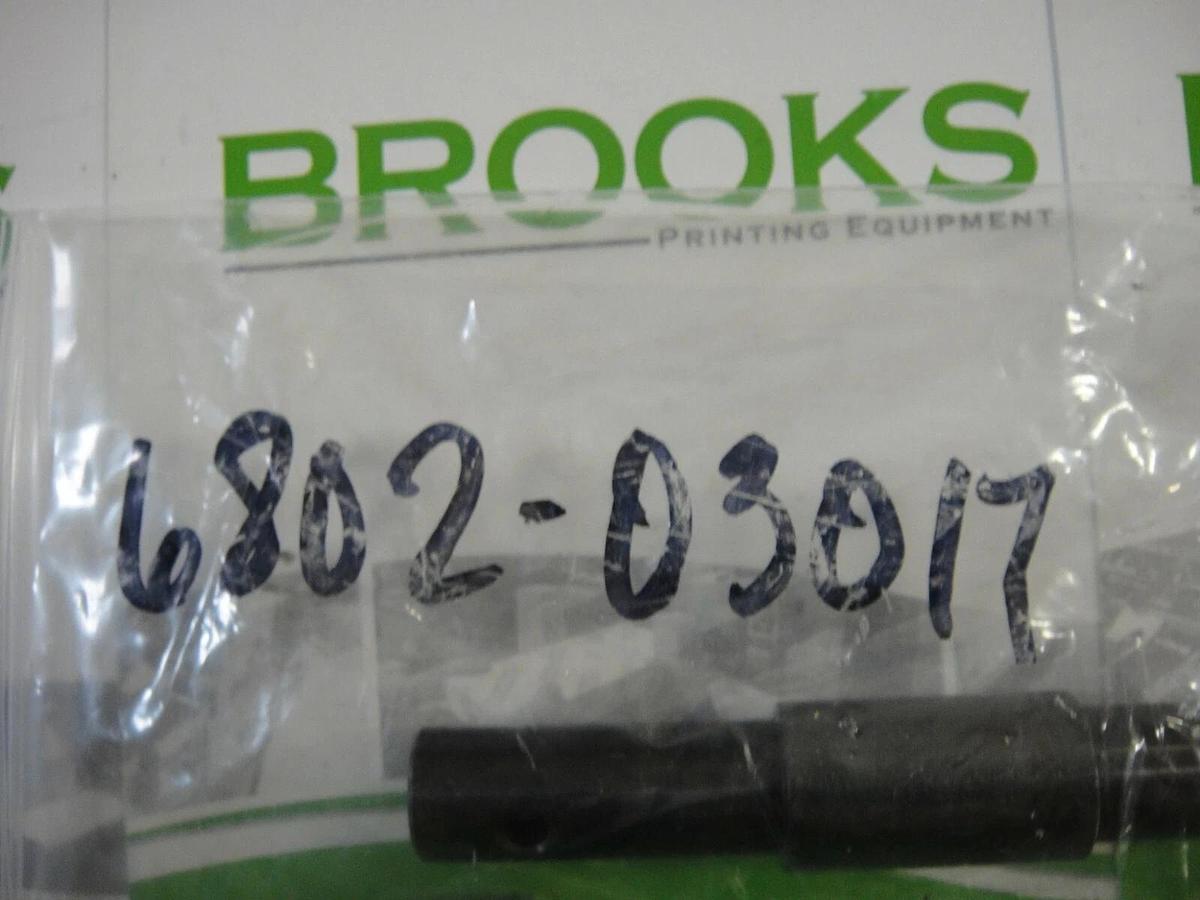 BROOKS
PRINTING EQUIPMENT
6802-03017